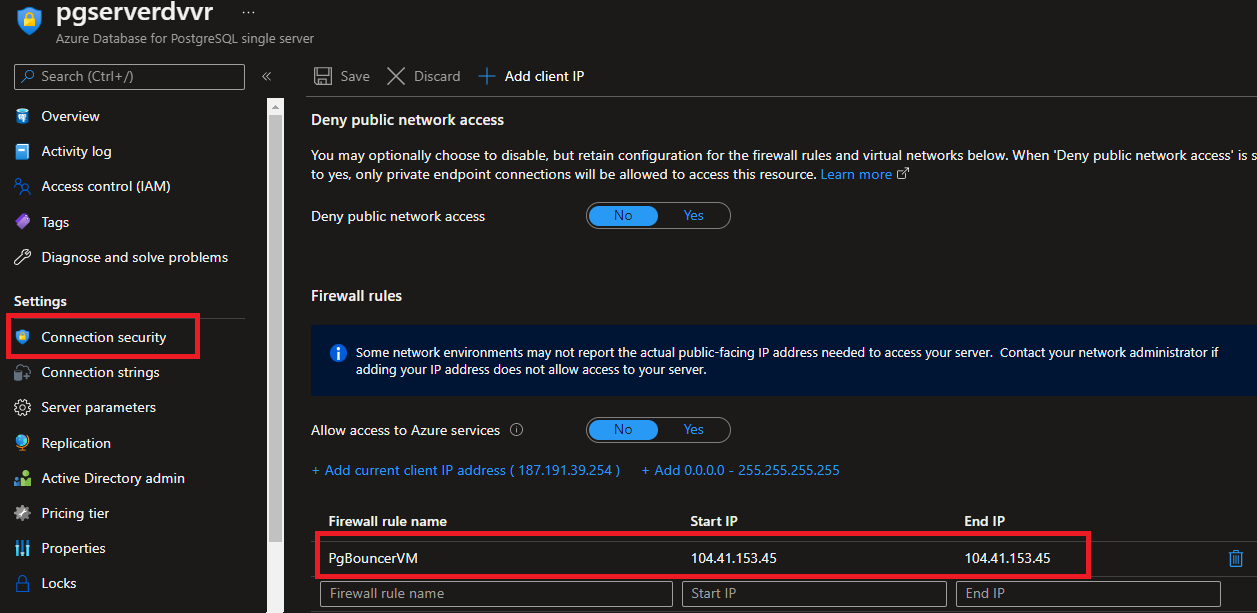 pgserverdvvr ...
Azure Database for PostgreSQL single server
Search (Ctrl+/)
«
Overview
Activity log
Access control (IAM)
Tags
Diagnose and solve problems
Settings
Connection security
Connection strings
Server parameters
Replication
Active Directory admin
Pricing tier
Properties
Locks
Save Discard + Add client IP
Deny public network access
You may optionally choose to disable, but retain configuration for the firewall rules and virtual networks below. When 'Deny public network access' is s
to yes, only private endpoint connections will be allowed to access this resource. Learn more
Deny public network access No Yes
Firewall rules
Some network environments may not report the actual public-facing IP address needed to access your server. Contact your network administrator if
adding your IP address does not allow access to your server.
Allow access to Azure services No Yes
+ Add current client IP address ( 187.191.39.254 ) + Add 0.0.0.0 - 255.255.255.255
Firewall rule name Start IP End IP
PgBouncerVM 104.41.153.45 104.41.153.45
Firewall rule name Start IP End IP